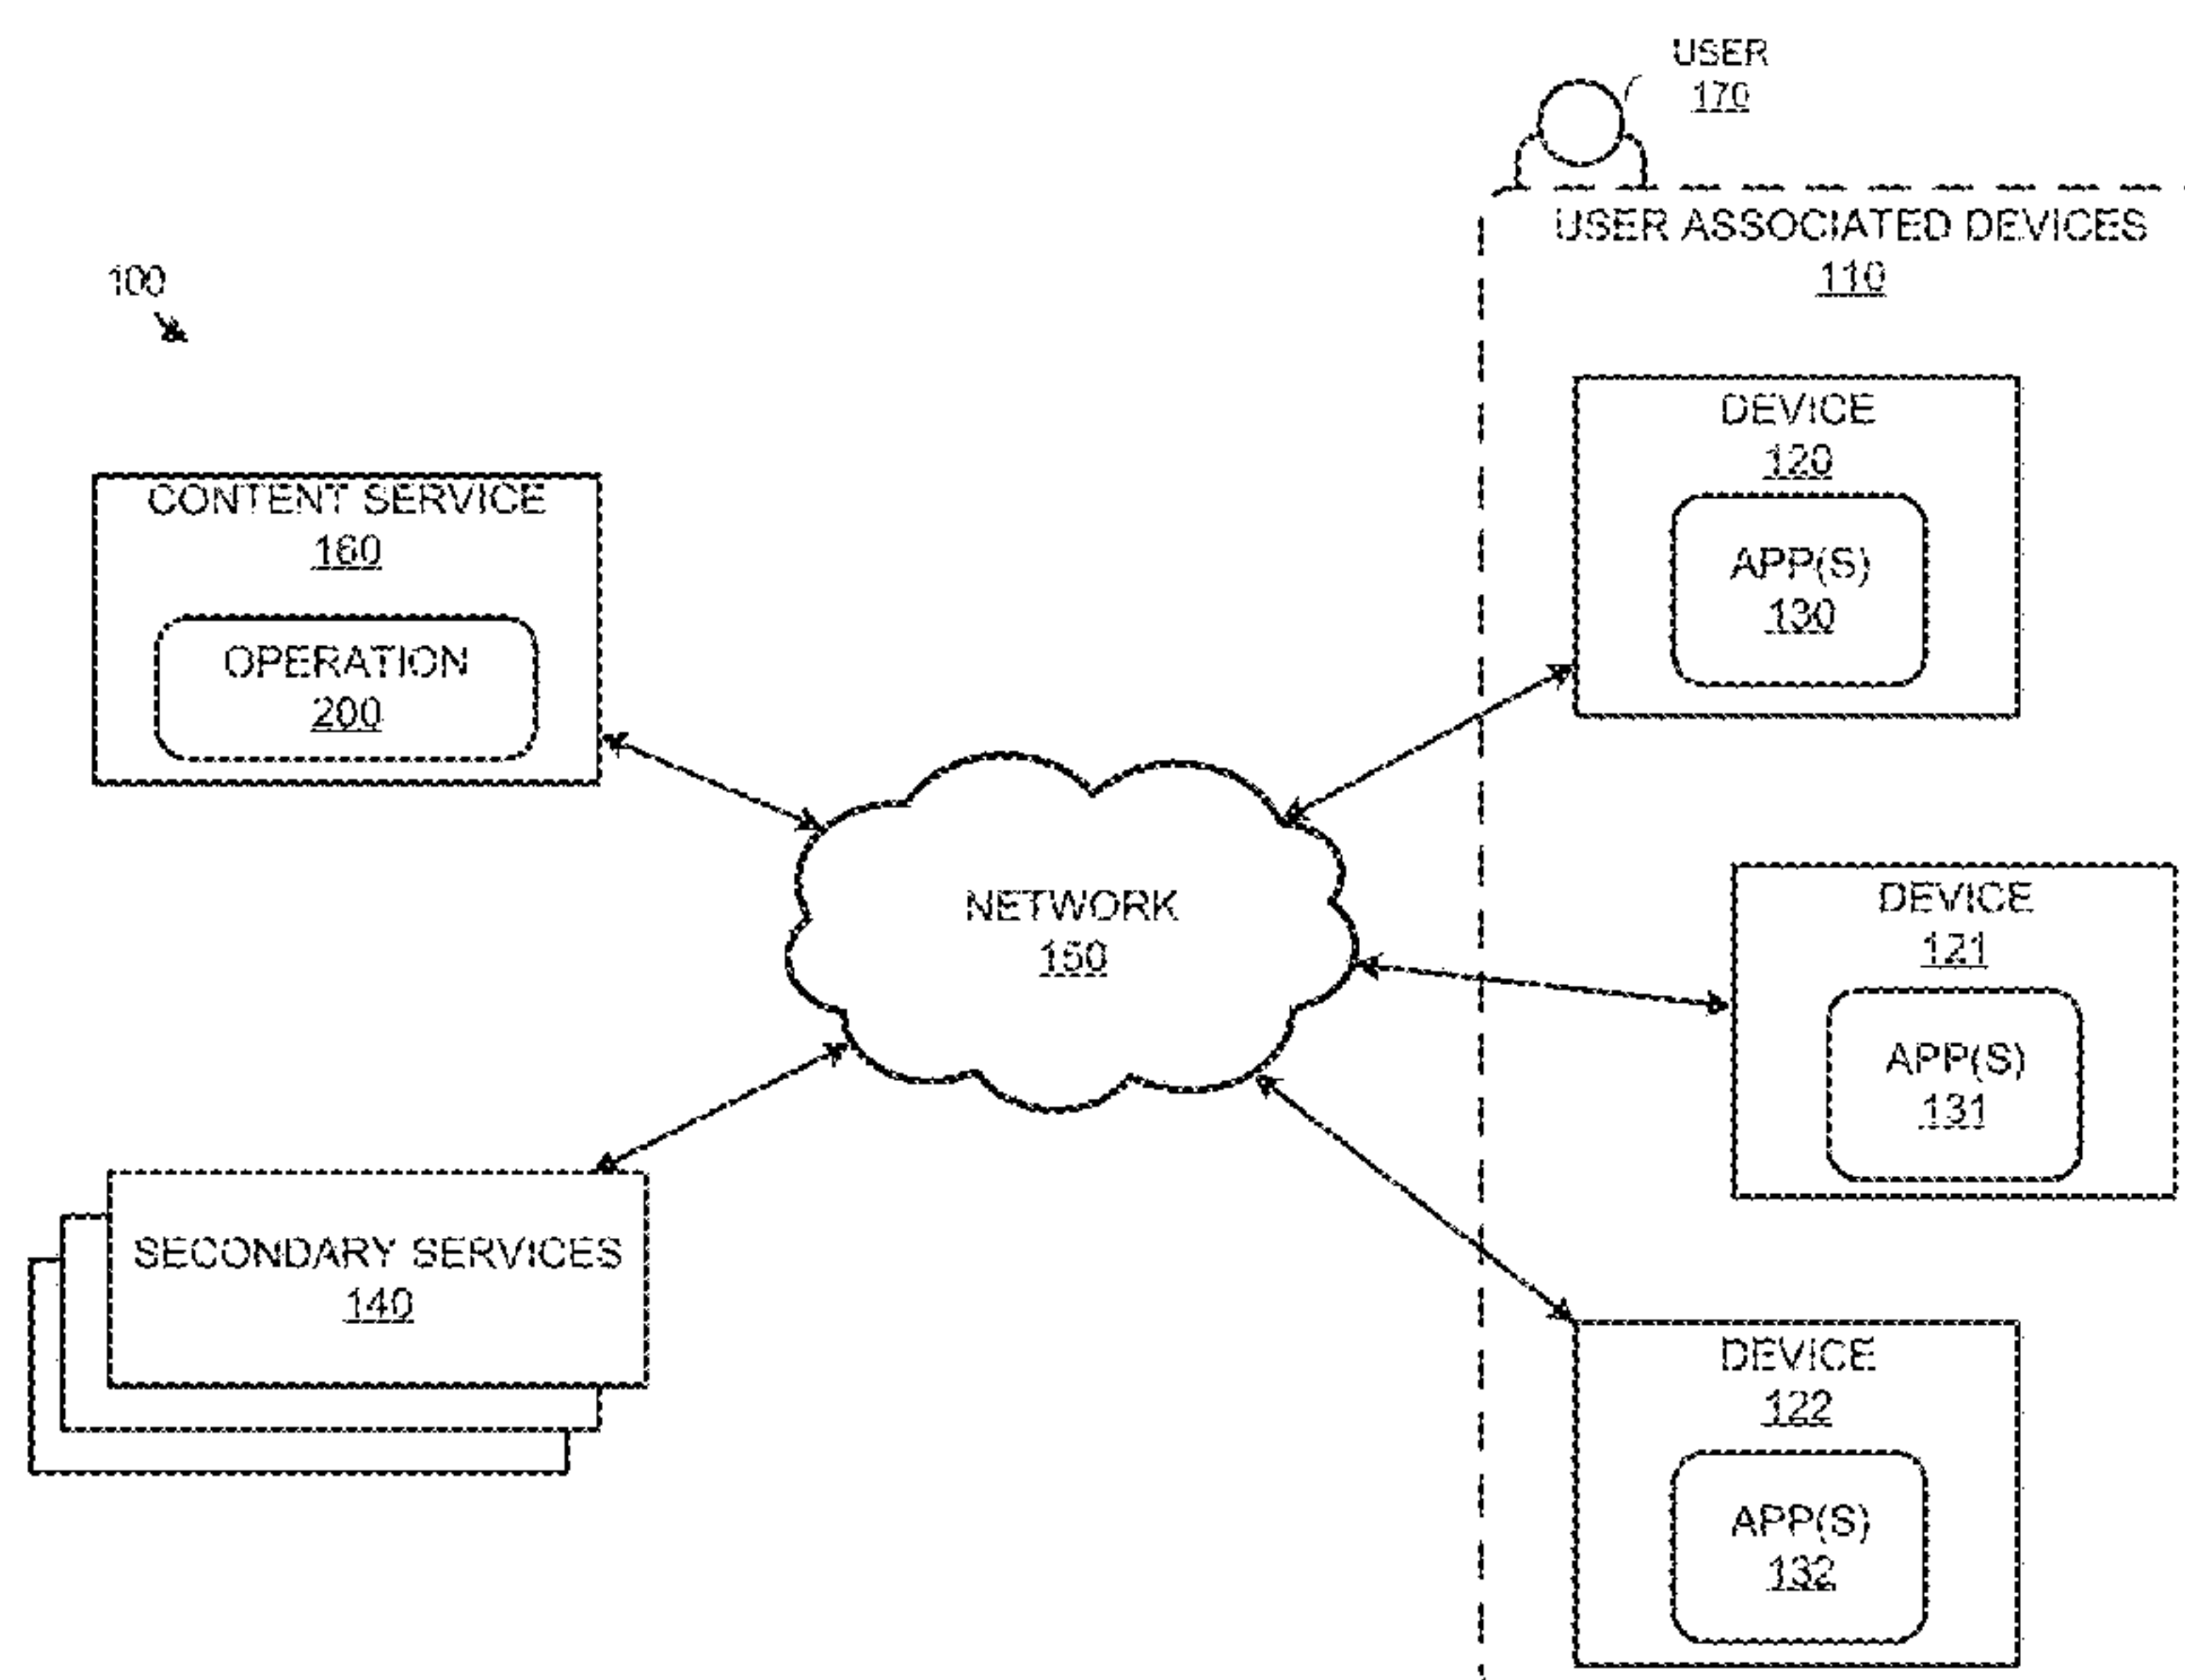 USER
170
USER ASSOCIATED DEVICES
110
100
DEVICE
120
APP(S)
130
CONTENT SERVICE
160
OPERATION
200
NETWORK
150
DEVICE
121
APP(S)
131
SECONDARY SERVICES
140
DEVICE
122
APP(S)
132